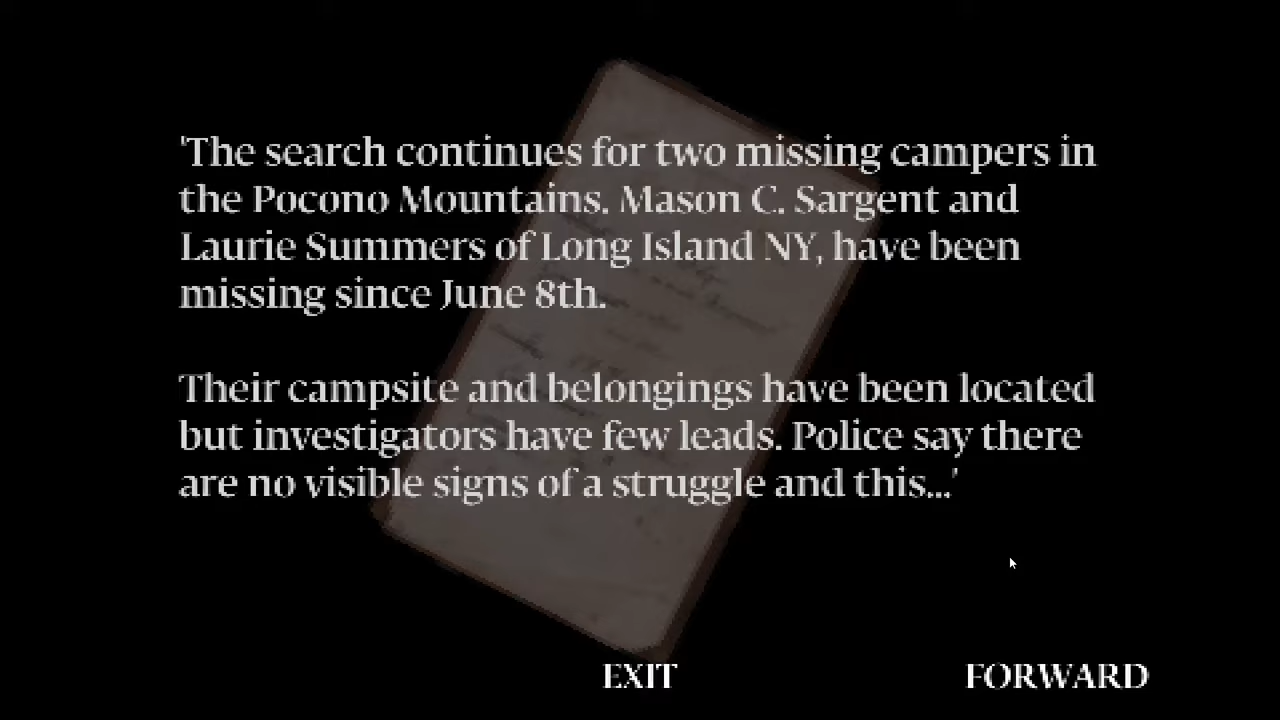 'The search continues for two missing campers in
the Pocono Mountains. Mason C. Sargent and
Laurie Summers of Long Island NY, have been
missing since June 8th.
Their campsite and belongings have been located
but investigators have few leads. Police say there
are no visible signs of a struggle and this...'
EXIT
FORWARD